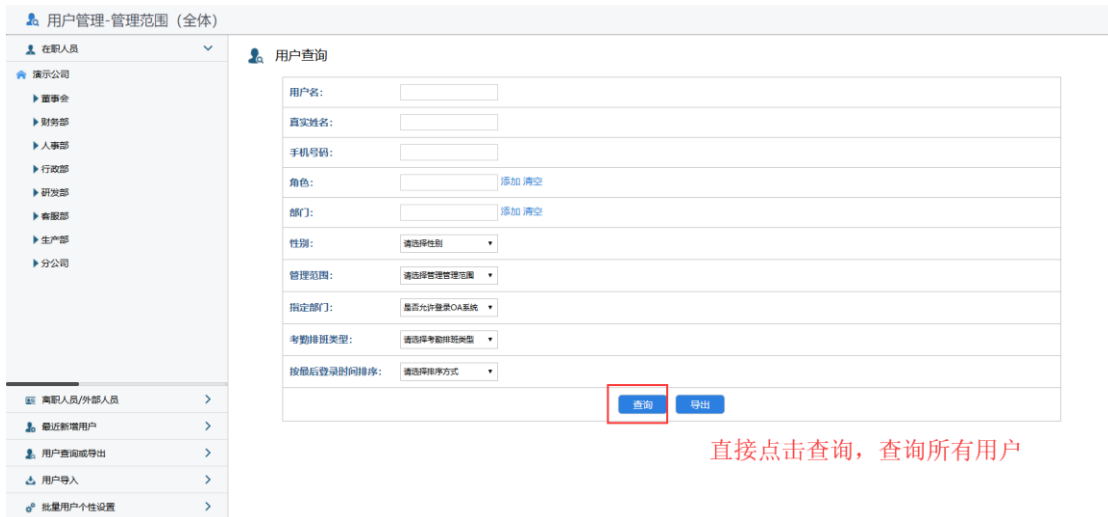 用户管理-管理范围（全体）
在职人员
演示公司
董事会
财务部
人事部
行政部
研发部
客服部
生产部
分公司
离职人员/外部人员
最近新增用户
用户查询或导出
用户导入
批量用户个性设置
用户查询
用户名：
真实姓名：
手机号码：
角色： 添加 清空
部门： 添加 清空
性别： 请选择性别
管理范围： 请选择管理管理范围
指定部门： 是否允许登录OA系统
考勤排班类型： 请选择考勤排班类型
按最后登录时间排序： 请选择排序方式
查询 导出
直接点击查询，查询所有用户